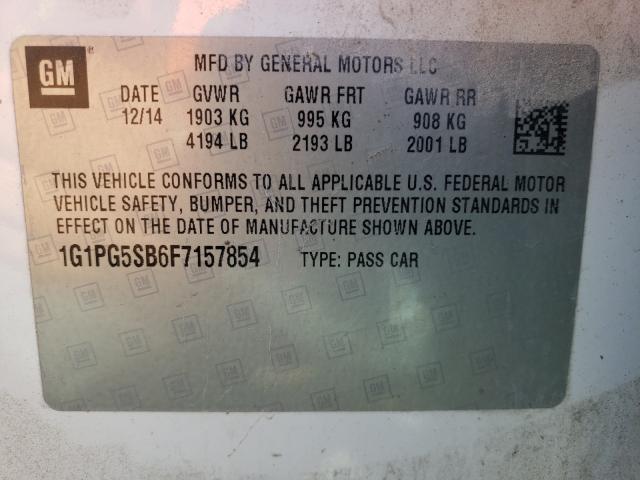 GM
MFD BY GENERAL MOTORS LLC
DATE GVWR GAWR FRT GAWR RR
12/14 1903 KG 995 KG 908 KG
4194 LB 2193 LB 2001 LB
THIS VEHICLE CONFORMS TO ALL APPLICABLE U.S. FEDERAL MOTOR
VEHICLE SAFETY, BUMPER, AND THEFT PREVENTION STANDARDS IN
EFFECT ON THE DATE OF MANUFACTURE SHOWN ABOVE.
1G1PG5SB6F7157854 TYPE: PASS CAR